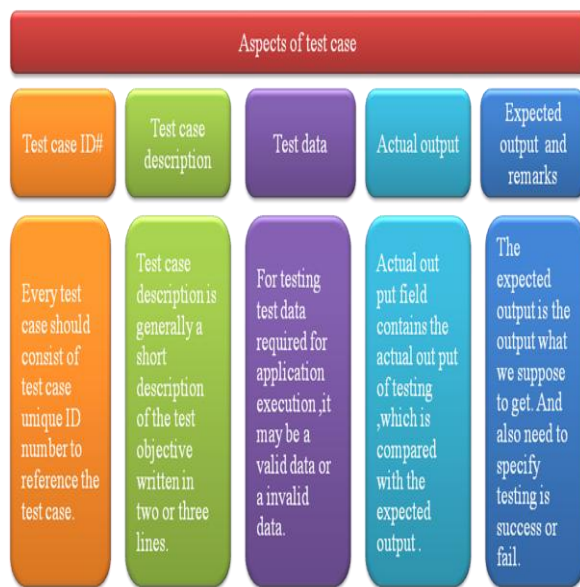 Aspects of test case
Test case ID#
Test case
description
Test data
Actual output
Expected
output and
remarks
Every test
case should
consist of
test case
unique ID
number to
reference the
test case.
Test case
description is
generally a
short
description
of the test
objective
written in
two or three
lines.
For testing
test data
required for
application
execution ,it
may be a
valid data or
a invalid
data.
Actual out
put field
contains the
actual out put
of testing
,which is
compared
with the
expected
output .
The
expected
output is the
output what
we suppose
to get. And
also need to
specify
testing is
success or
fail.